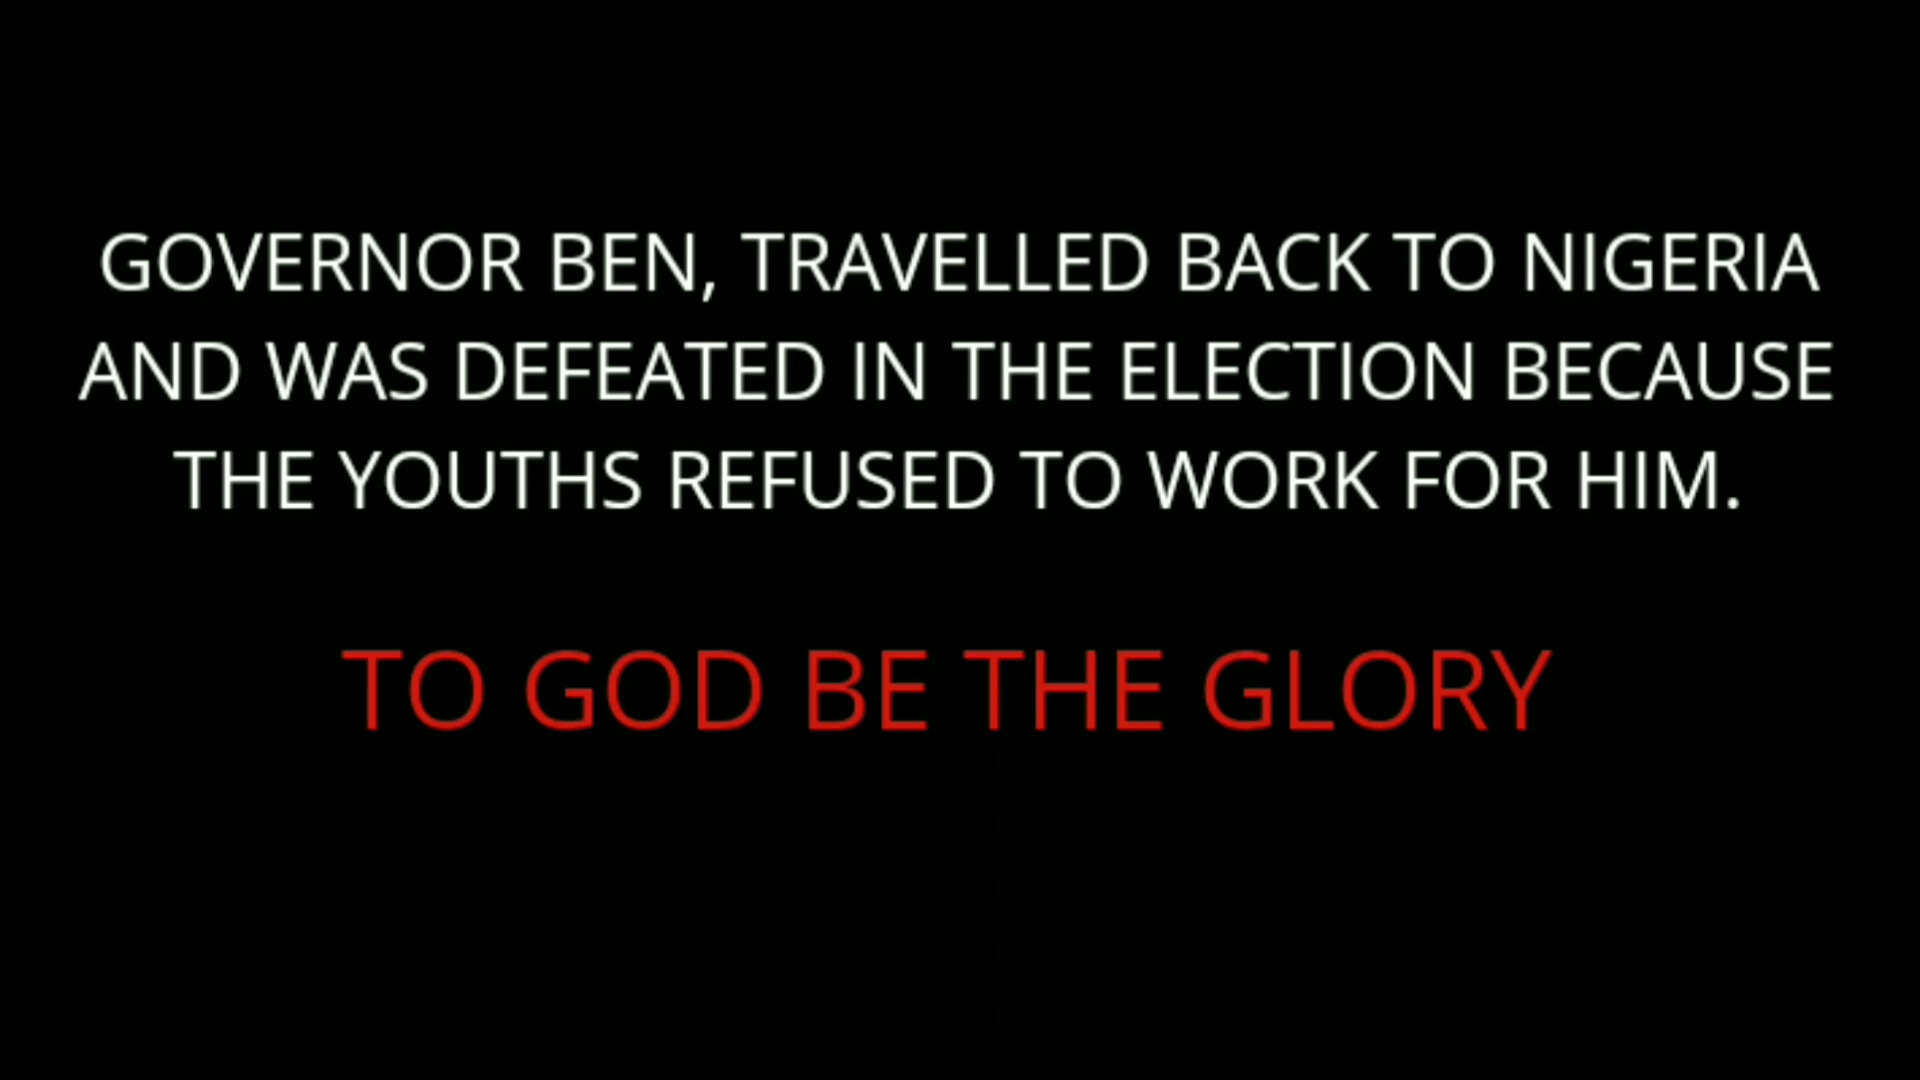 GOVERNOR BEN, TRAVELLED BACK TO NIGERIA
AND WAS DEFEATED IN THE ELECTION BECAUSE
THE YOUTHS REFUSED TO WORK FOR HIM.
TO GOD BE THE GLORY